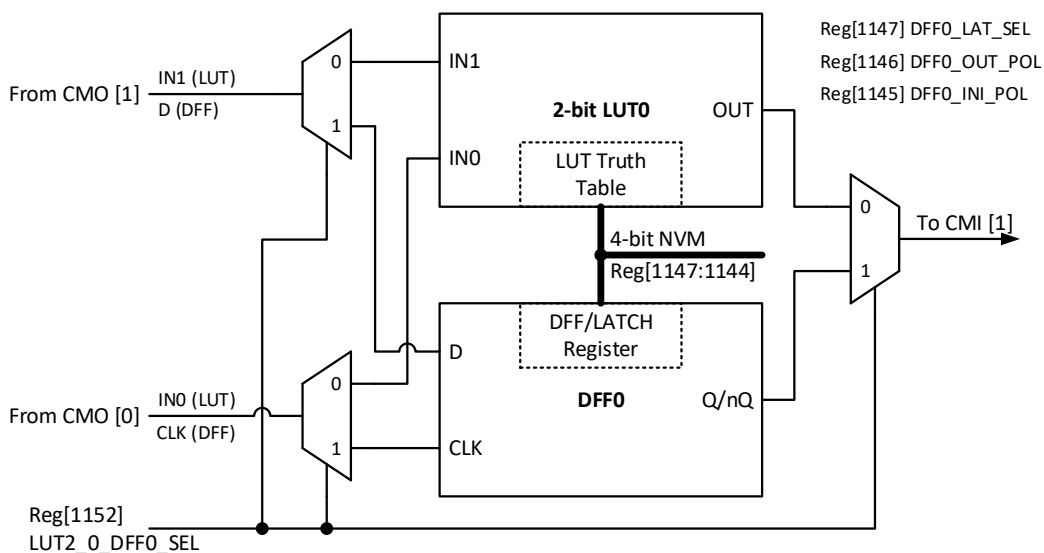 Reg[1147] DFF0_LAT_SEL
Reg[1146] DFF0_OUT_POL
Reg[1145] DFF0_INI_POL
From CMO [1]
IN1 (LUT)
D (DFF)
0
1
IN1
2-bit LUT0
OUT
IN0
LUT Truth
Table
0
1
To CMI [1]
4-bit NVM
Reg[1147:1144]
DFF/LATCH
Register
D
DFF0
Q/nQ
CLK
From CMO [0]
IN0 (LUT)
CLK (DFF)
0
1
Reg[1152]
LUT2_0_DFF0_SEL